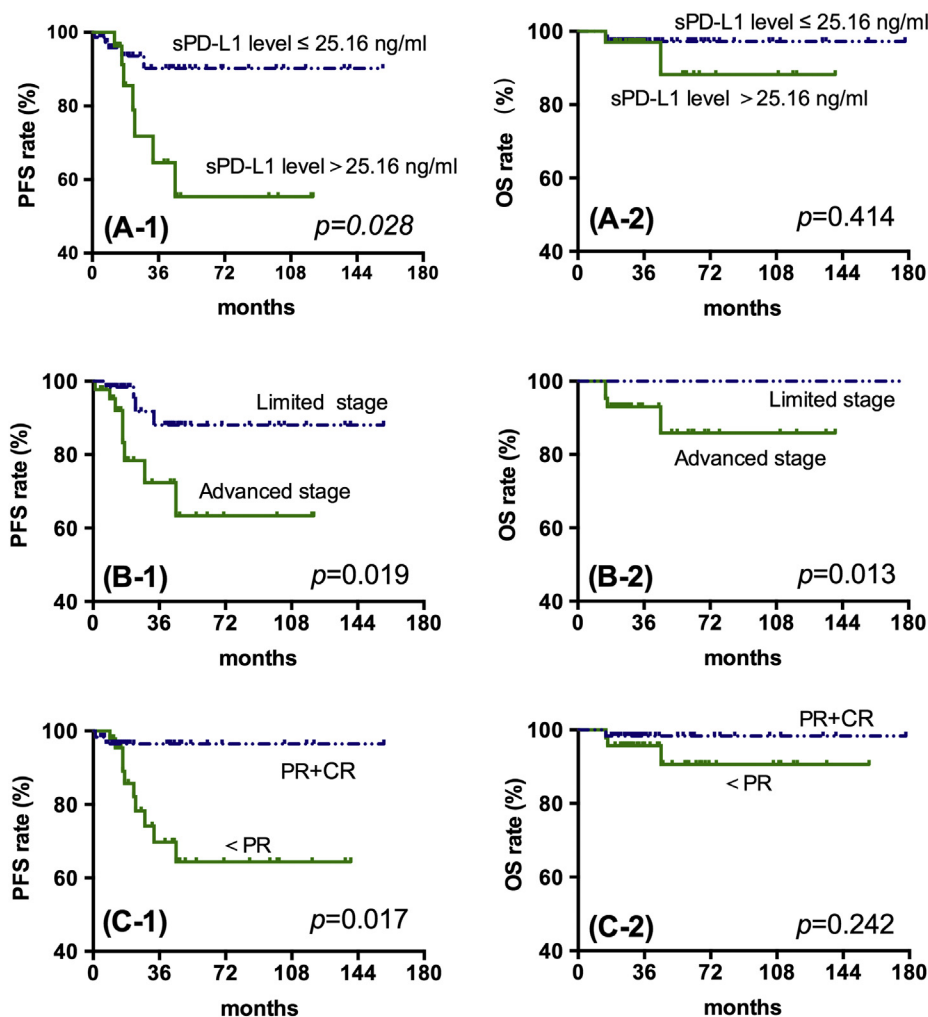 PFS rate (%)
100
80
60
40
sPD-L1 level ≤ 25.16 ng/ml
sPD-L1 level > 25.16 ng/ml
(A-1)
p=0.028
0 36 72 108 144 180
months
OS rate (%)
100
80
60
40
sPD-L1 level ≤ 25.16 ng/ml
sPD-L1 level > 25.16 ng/ml
(A-2)
p=0.414
0 36 72 108 144 180
months
PFS rate (%)
100
80
60
40
Limited stage
Advanced stage
(B-1)
p=0.019
0 36 72 108 144 180
months
OS rate (%)
100
80
60
40
Limited stage
Advanced stage
(B-2)
p=0.013
0 36 72 108 144 180
months
PFS rate (%)
100
80
60
40
PR+CR
< PR
(C-1)
p=0.017
0 36 72 108 144 180
months
OS rate (%)
100
80
60
40
PR+CR
< PR
(C-2)
p=0.242
0 36 72 108 144 180
months